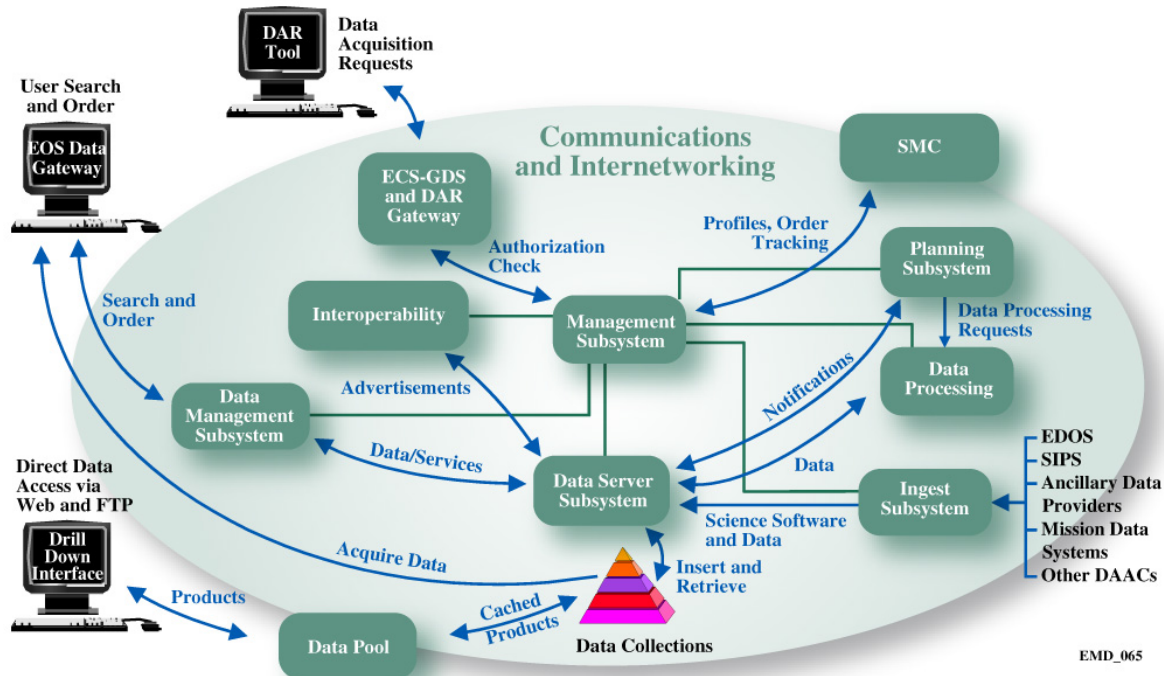 DAR
Tool
Data
Acquisition
Requests
User Search
and Order
EOS Data
Gateway
Communications
and Internetworking
SMC
ECS-GDS
and DAR
Gateway
Profiles, Order
Tracking
Planning
Subsystem
Authorization
Check
Search and
Order
Interoperability
Management
Subsystem
Data Processing
Requests
Advertisements
Notifications
Data
Processing
Data
Management
Subsystem
Data/Services
Data Server
Subsystem
Data
Ingest
Subsystem
EDOS
SIPS
Ancillary Data
Providers
Mission Data
Systems
Other DAACs
Direct Data
Access via
Web and FTP
Drill
Down
Interface
Science Software
and Data
Acquire Data
Insert and
Retrieve
Products
Cached
Products
Data Pool
Data Collections
EMD_065